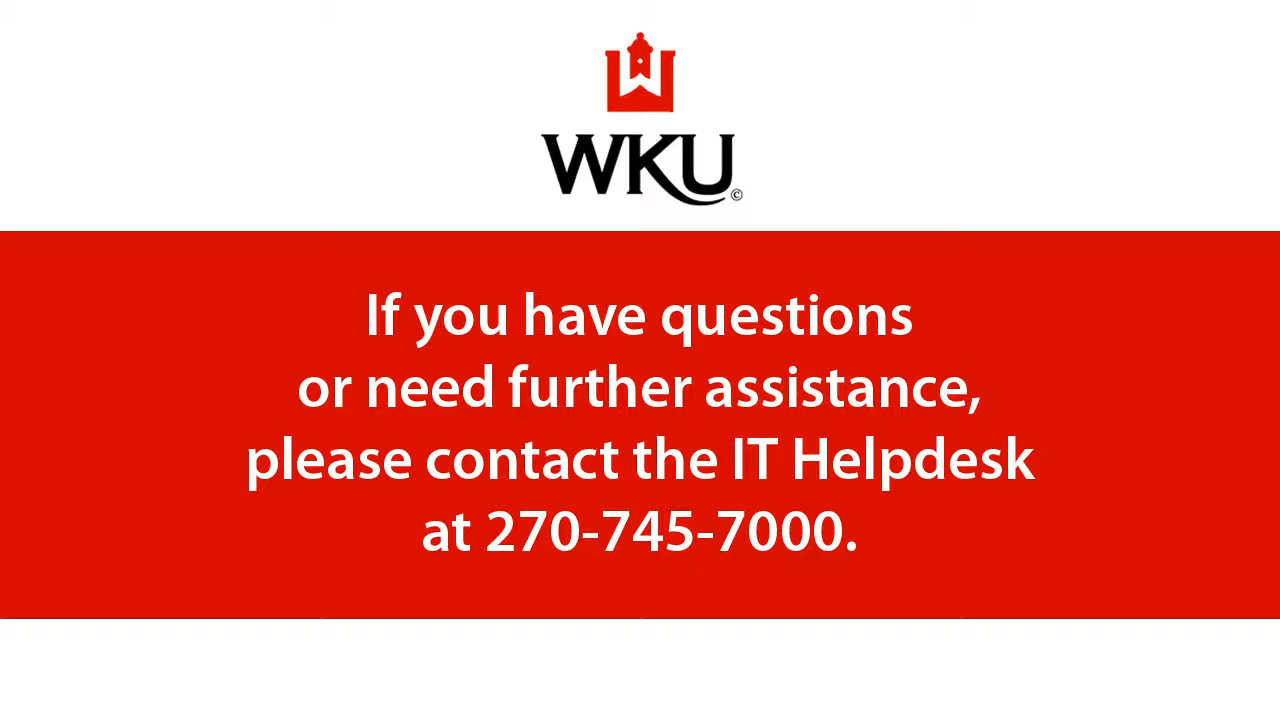 WKU©
If you have questions
or need further assistance,
please contact the IT Helpdesk
at 270-745-7000.